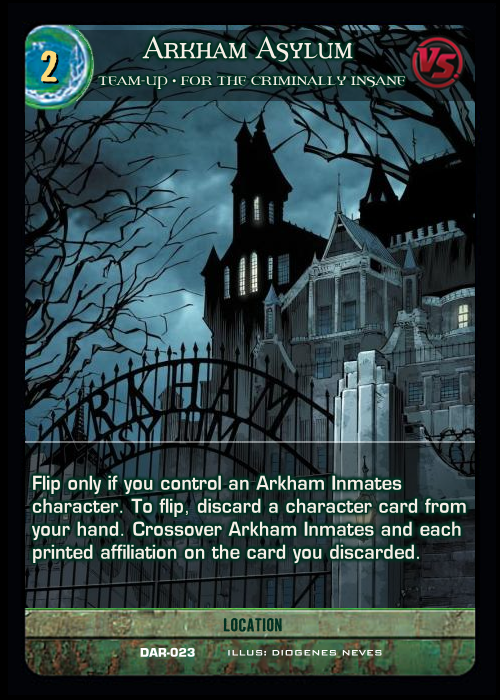 2
Arkham Asylum
VS.
Team-Up • For the Criminally Insane
ARKHAM
ASYLUM
Flip only if you control an Arkham Inmates
character. To flip, discard a character card from
your hand. Crossover Arkham Inmates and each
printed affiliation on the card you discarded.
LOCATION
DAR-023 ILLUS: DIOGENES NEVES